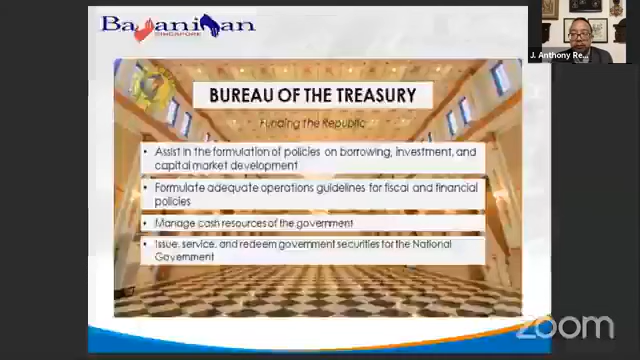 Bayanihan
SINGAPORE
J. Anthony Re...
BUREAU OF THE TREASURY
Funding the Republic
• Assist in the formulation of policies on borrowing, investment, and
capital market development
• Formulate adequate operations guidelines for fiscal and financial
policies
• Manage cash resources of the government
• Issue, service, and redeem government securities for the National
Government
zoom